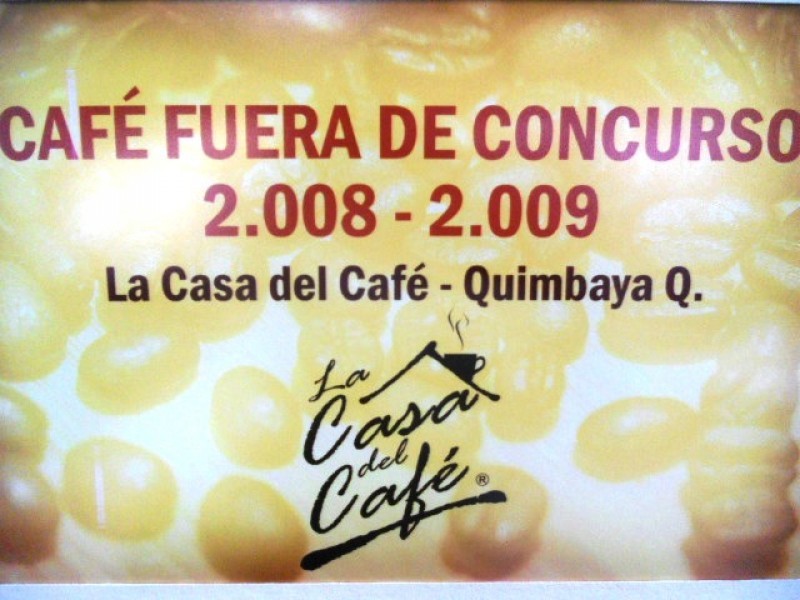 CAFÉ FUERA DE CONCURSO
2.008 - 2.009
La Casa del Café - Quimbaya Q.
La
Casa
del
Café ®